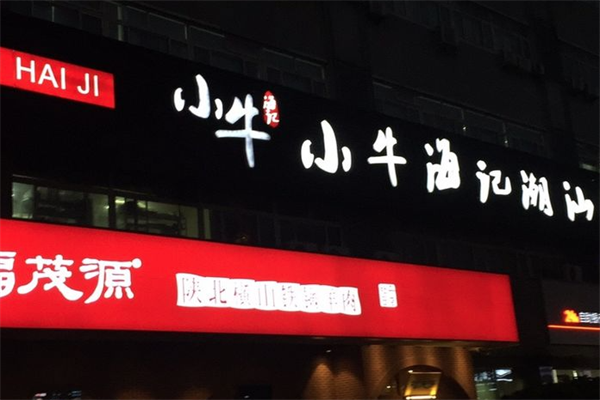 HAI JI
小牛
海记
小牛海记潮汕
福茂源
陕北横山铁锅羊肉